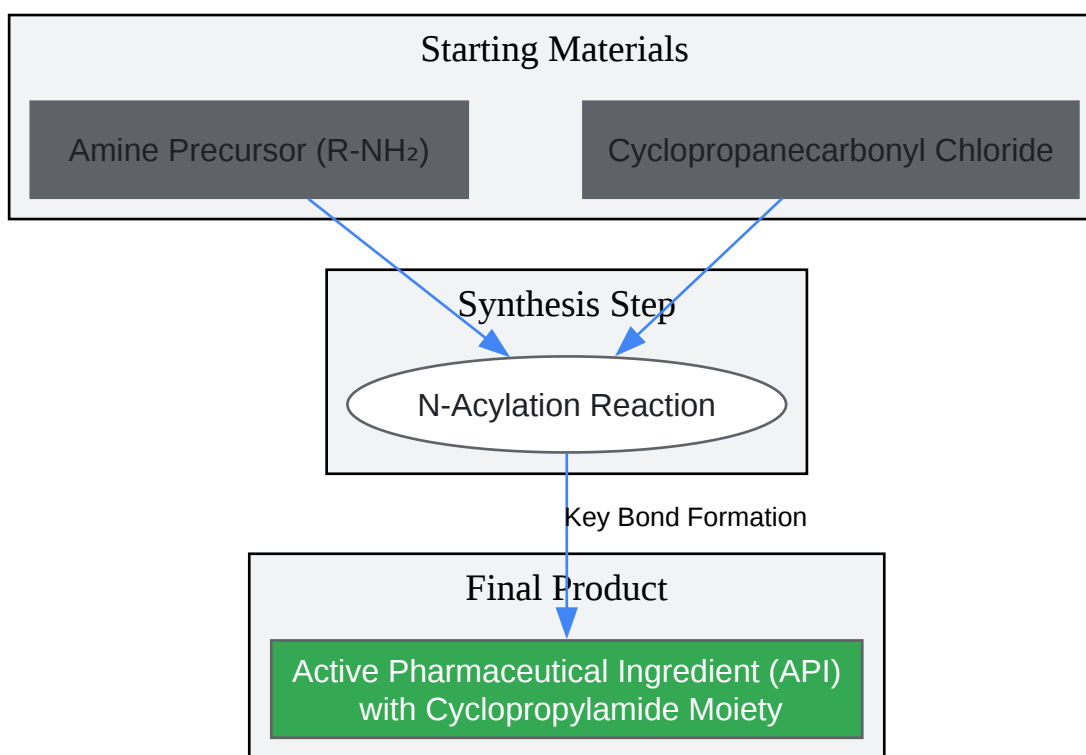 Starting Materials
Amine Precursor (R-NH₂)
Cyclopropanecarbonyl Chloride
Synthesis Step
N-Acylation Reaction
Key Bond Formation
Final Product
Active Pharmaceutical Ingredient (API)
with Cyclopropylamide Moiety